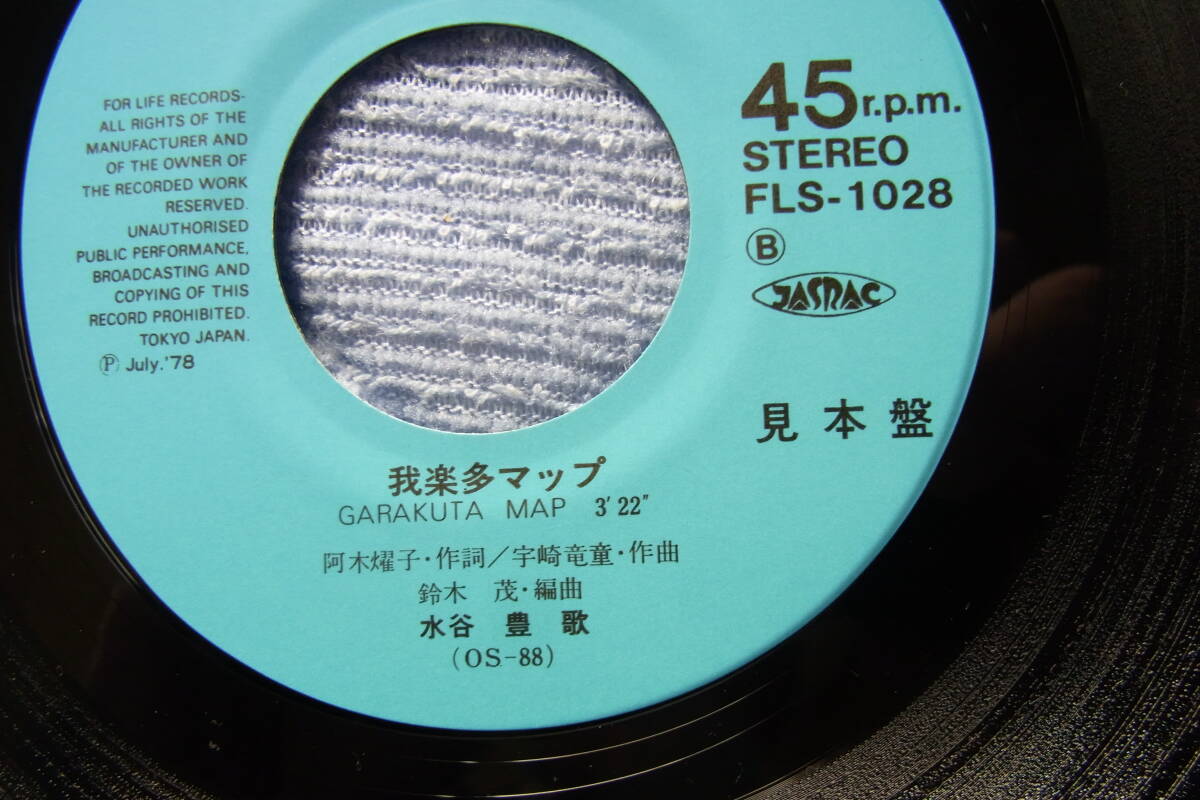 FOR LIFE RECORDS-
ALL RIGHTS OF THE
MANUFACTURER AND
OF THE OWNER OF
THE RECORDED WORK
RESERVED.
UNAUTHORISED
PUBLIC PERFORMANCE,
BROADCASTING AND
COPYING OF THIS
RECORD PROHIBITED.
TOKYO JAPAN.
Ⓟ July.'78
45r.p.m.
STEREO
FLS-1028
Ⓑ
JASRAC
見本盤
我楽多マップ
GARAKUTA MAP 3'22"
阿木燿子・作詞／宇崎竜童・作曲
鈴木 茂・編曲
水谷 豊 歌
(OS-88)